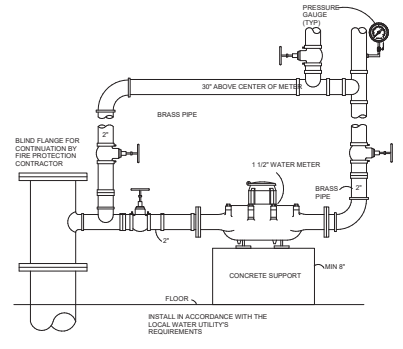 PRESSURE
GAUGE
(TYP)
30" ABOVE CENTER OF METER
BRASS PIPE
2"
BLIND FLANGE FOR
CONTINUATION BY
FIRE PROTECTION
CONTRACTOR
1 1/2" WATER METER
BRASS
PIPE
2"
2"
MIN 8"
CONCRETE SUPPORT
FLOOR
INSTALL IN ACCORDANCE WITH THE
LOCAL WATER UTILITY'S
REQUIREMENTS